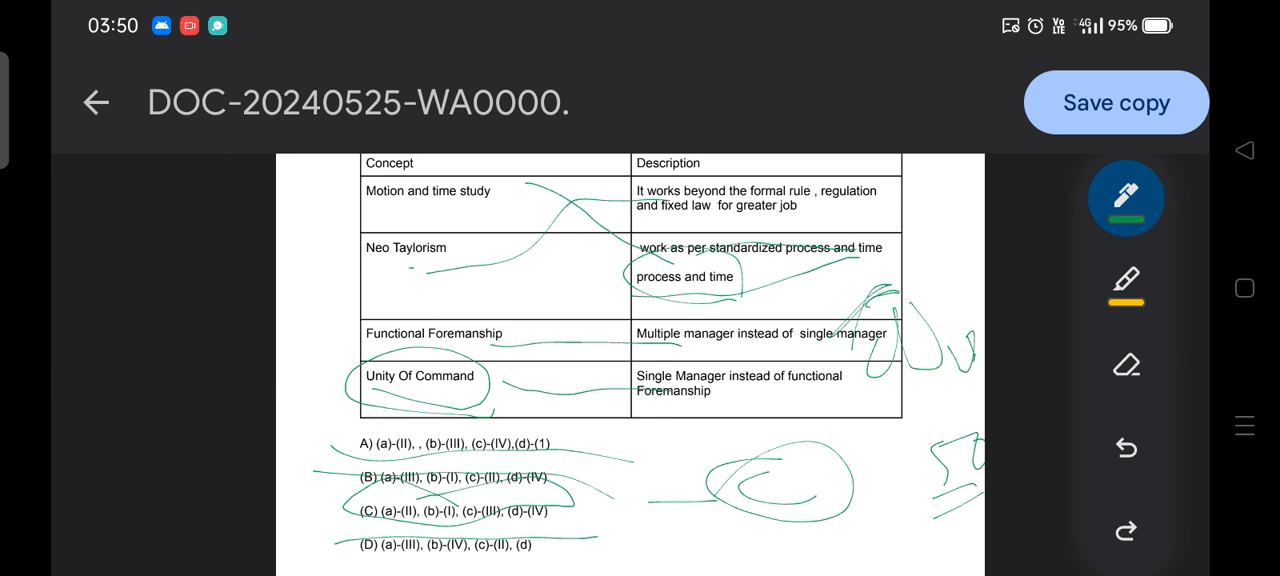 03:50
Vo LTE 4G 95%
DOC-20240525-WA0000.
Save copy
Concept Description
Motion and time study It works beyond the formal rule , regulation
and fixed law for greater job
Neo Taylorism work as per standardized process and time
process and time
Functional Foremanship Multiple manager instead of single manager
Unity Of Command Single Manager instead of functional
Foremanship
A) (a)-(II), , (b)-(III), (c)-(IV),(d)-(1)
(B) (a)-(III), (b)-(I), (c)-(II), (d)-(IV)
(C) (a)-(II), (b)-(I), (c)-(III), (d)-(IV)
C
(D) (a)-(III), (b)-(IV), (c)-(II), (d)